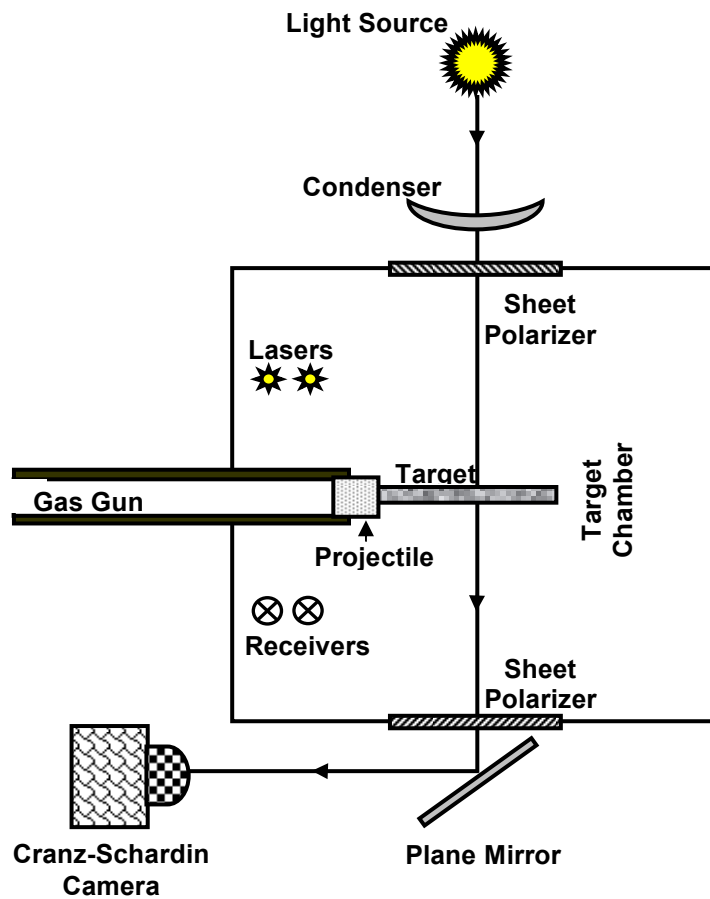 Light Source
Condenser
Sheet
Polarizer
Lasers
Target
Gas Gun
Target
Chamber
Projectile
Receivers
Sheet
Polarizer
Cranz-Schardin
Camera
Plane Mirror